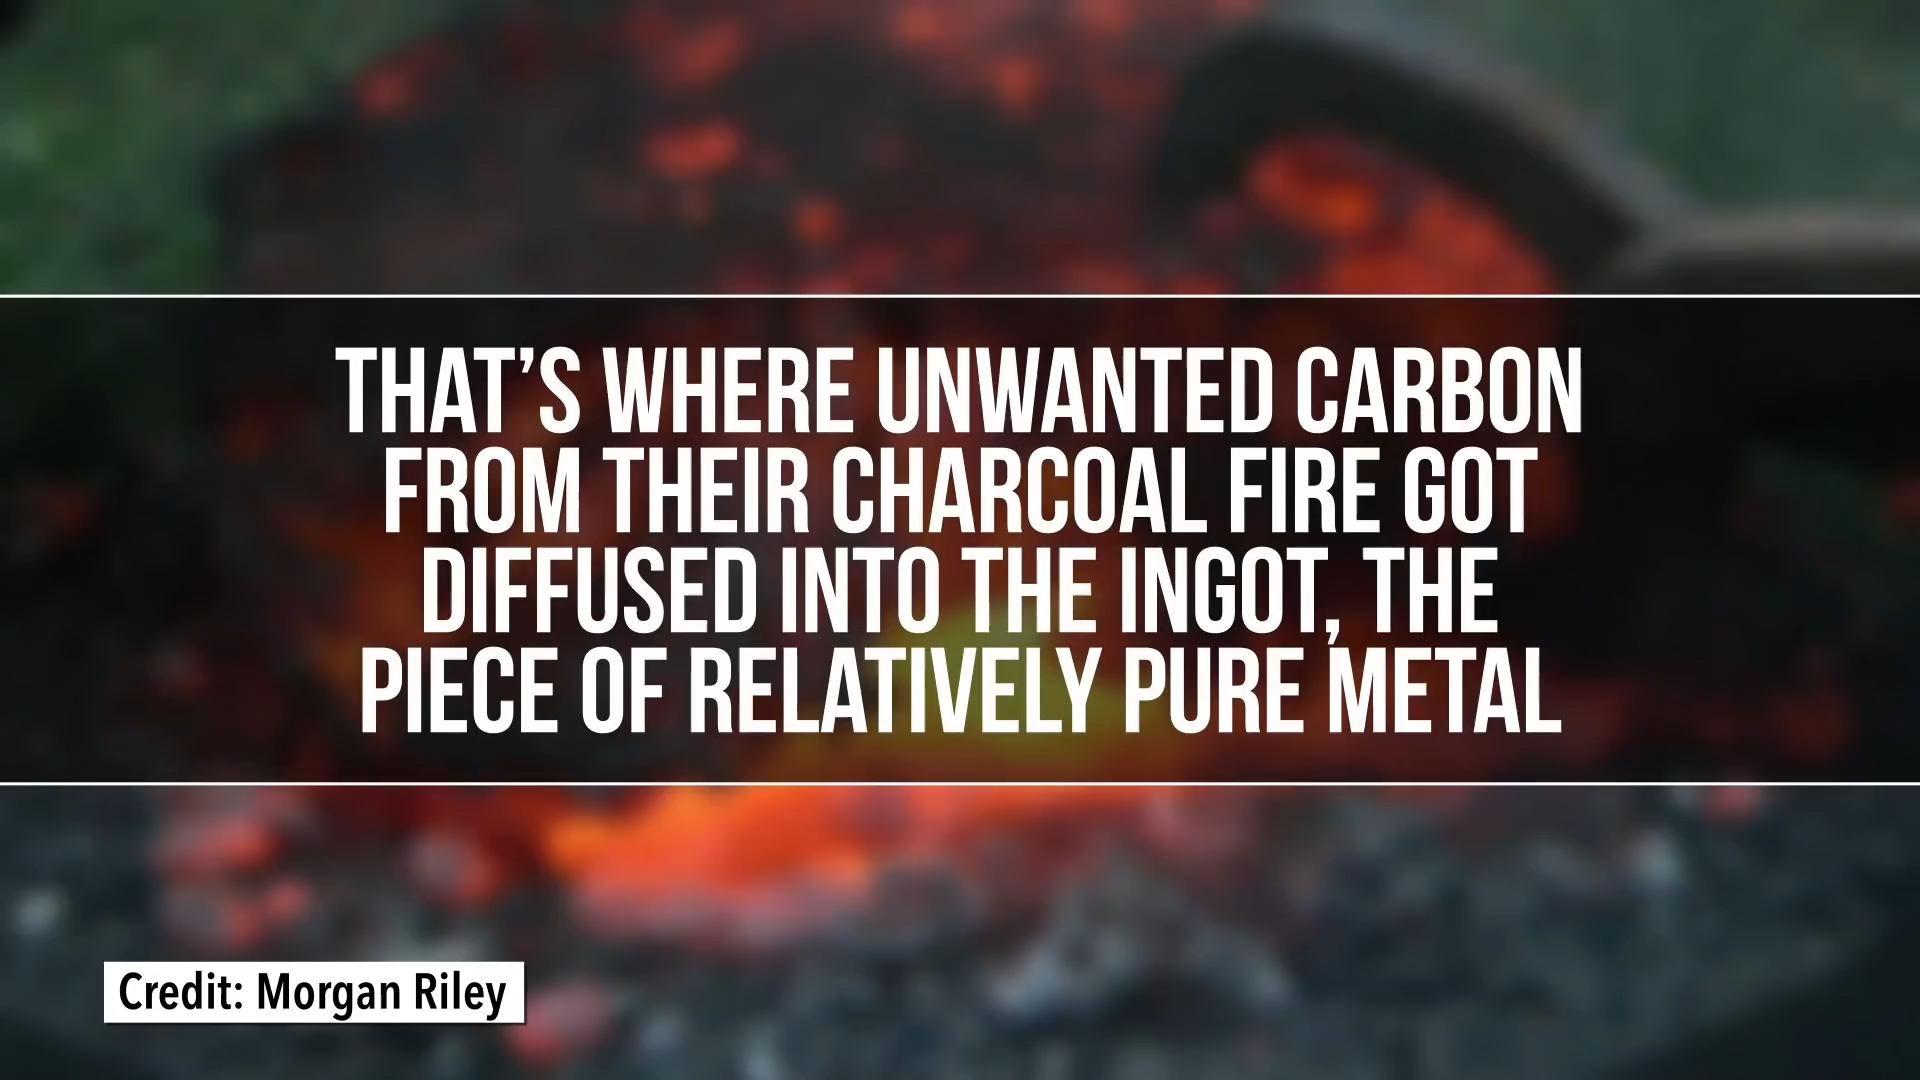 THAT’S WHERE UNWANTED CARBON
FROM THEIR CHARCOAL FIRE GOT
DIFFUSED INTO THE INGOT, THE
PIECE OF RELATIVELY PURE METAL
Credit: Morgan Riley